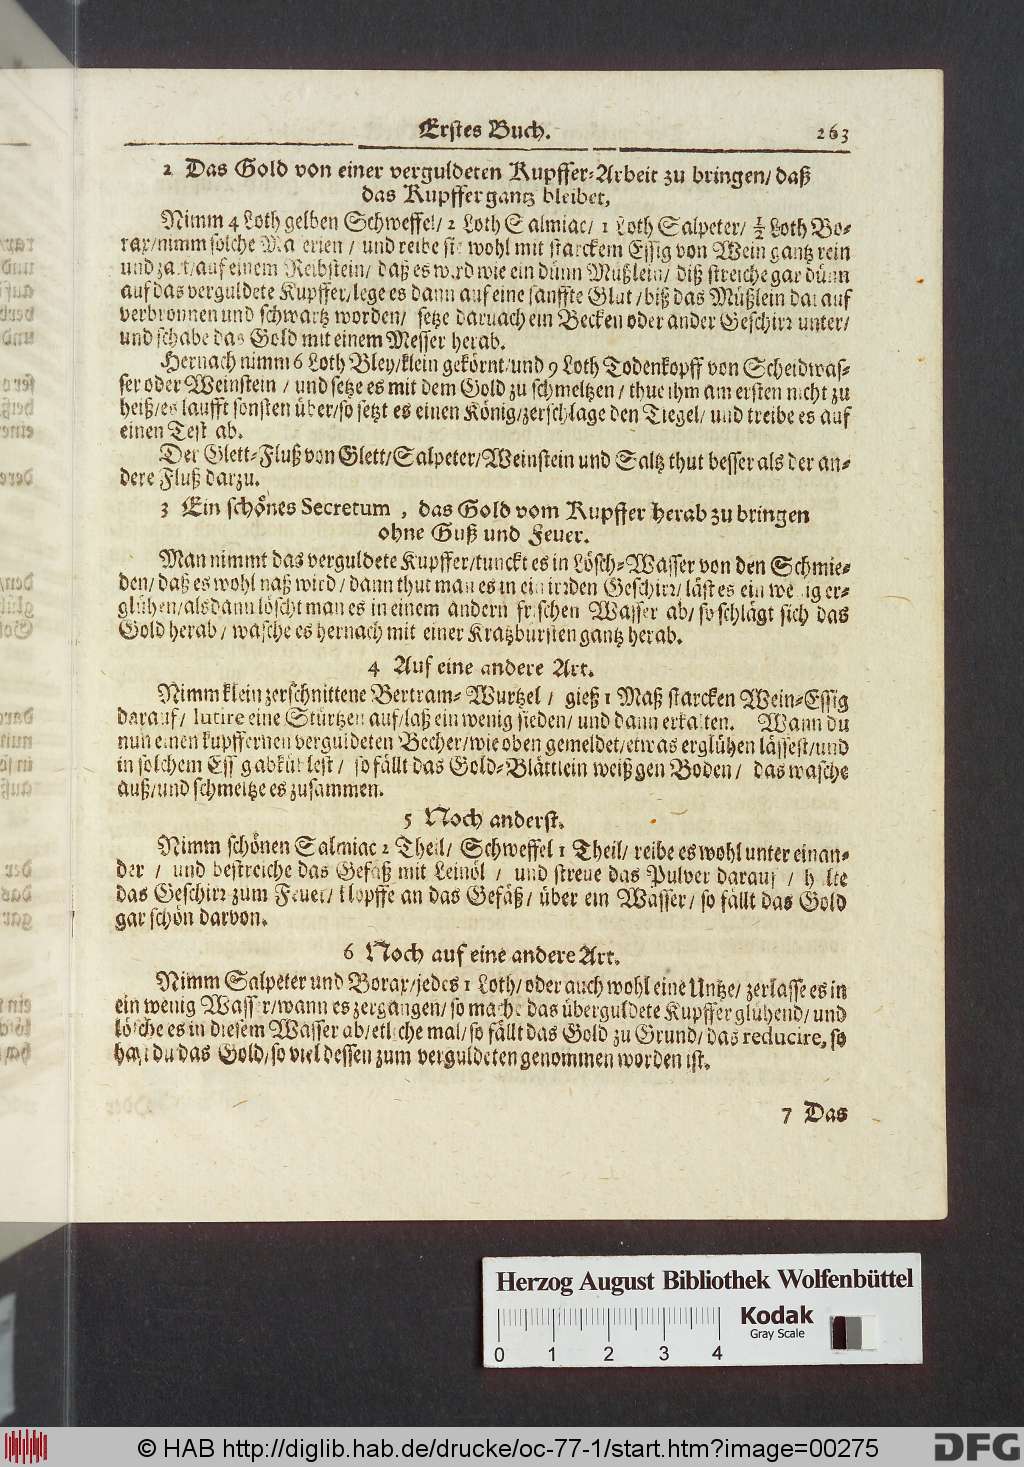 Erstes Buch. 263
2 Das Gold von einer verguldeten Kupffer-Arbeit zu bringen/ daß
das Kupffer gantz bleibet,
Nimm 4 Loth gelben Schweffel/ 2 Loth Salmiac/ 1 Loth Salpeter/ ½ Loth Bo-
rax/nimm solche Materien / und reibe sie wohl mit starckem Essig von Wein gantz rein
und zart/auf einem Reibstein/ daß es wird wie ein dünn Müßlein/ diß streiche gar dünn
auf das verguldete Kupffer/lege es dann auf eine sanffte Glut/biß das Müßlein darauf
verbronnen und schwartz worden/ setze darnach ein Becken oder ander Geschirr unter/
und schabe das Gold mit einem Messer herab.
Hernach nimm 6 Loth Bley/klein gekörnt/und 9 Loth Todenkopff von Scheidwas-
ser oder Weinstein / und setze es mit dem Gold zu schmeltzen / thue ihm am ersten nicht zu
heiß/es laufft sonsten über/so setzt es einen König/zerschlage den Tiegel/ und treibe es auf
einen Test ab.
Der Glett-Fluß von Glett/Salpeter/Weinstein und Saltz thut besser als der an-
dere Fluß darzu.
3 Ein schönes Secretum , das Gold vom Kupffer herab zu bringen
ohne Guß und Feuer.
Man nimmt das verguldete Kupffer/tunckt es in Lösch-Wasser von den Schmie-
den/ daß es wohl naß wird/ dann thut man es in ein irrden Geschirr/ läst es ein wenig er-
glühen/alsdann löscht man es in einem andern frischen Wasser ab/ so schlägt sich das
Gold herab / wasche es hernach mit einer Kratzbürsten gantz herab.
4 Auf eine andere Art.
Nimm klein zerschnittene Bertram-Wurtzel / gieß 1 Maß starcken Wein-Essig
darauf/ lutire eine Stürtzen auf/laß ein wenig sieden/ und dann erkalten. Wann du
nun einen kupffernen verguldeten Becher/wie oben gemeldet/etwas erglühen lässest/und
in solchem Essig abkühlest / so fällt das Gold-Blättlein weiß gen Boden / das wasche
auß/und schmeltze es zusammen.
5 Noch anderst.
Nimm schönen Salmiac 2 Theil/ Schweffel 1 Theil/ reibe es wohl unter einan-
der / und bestreiche das Gefäß mit Leinöl / und streue das Pulver darauf / halte
das Geschirr zum Feuer/ klopffe an das Gefäß/ über ein Wasser/ so fällt das Gold
gar schön darvon.
6 Noch auf eine andere Art.
Nimm Salpeter und Borax/jedes 1 Loth/ oder auch wohl eine Untze/ zerlasse es in
ein wenig Wasser/wann es zergangen/ so mache das übergüldete Kupffer glühend/ und
lösche es in diesem Wasser ab/etliche mal/so fällt das Gold zu Grund/ das reducire, so
hast du das Gold/so viel dessen zum verguldeten genommen worden ist.
7 Das
Herzog August Bibliothek Wolfenbüttel
Kodak
Gray Scale
0 1 2 3 4
© HAB http://diglib.hab.de/drucke/oc-77-1/start.htm?image=00275
DFG